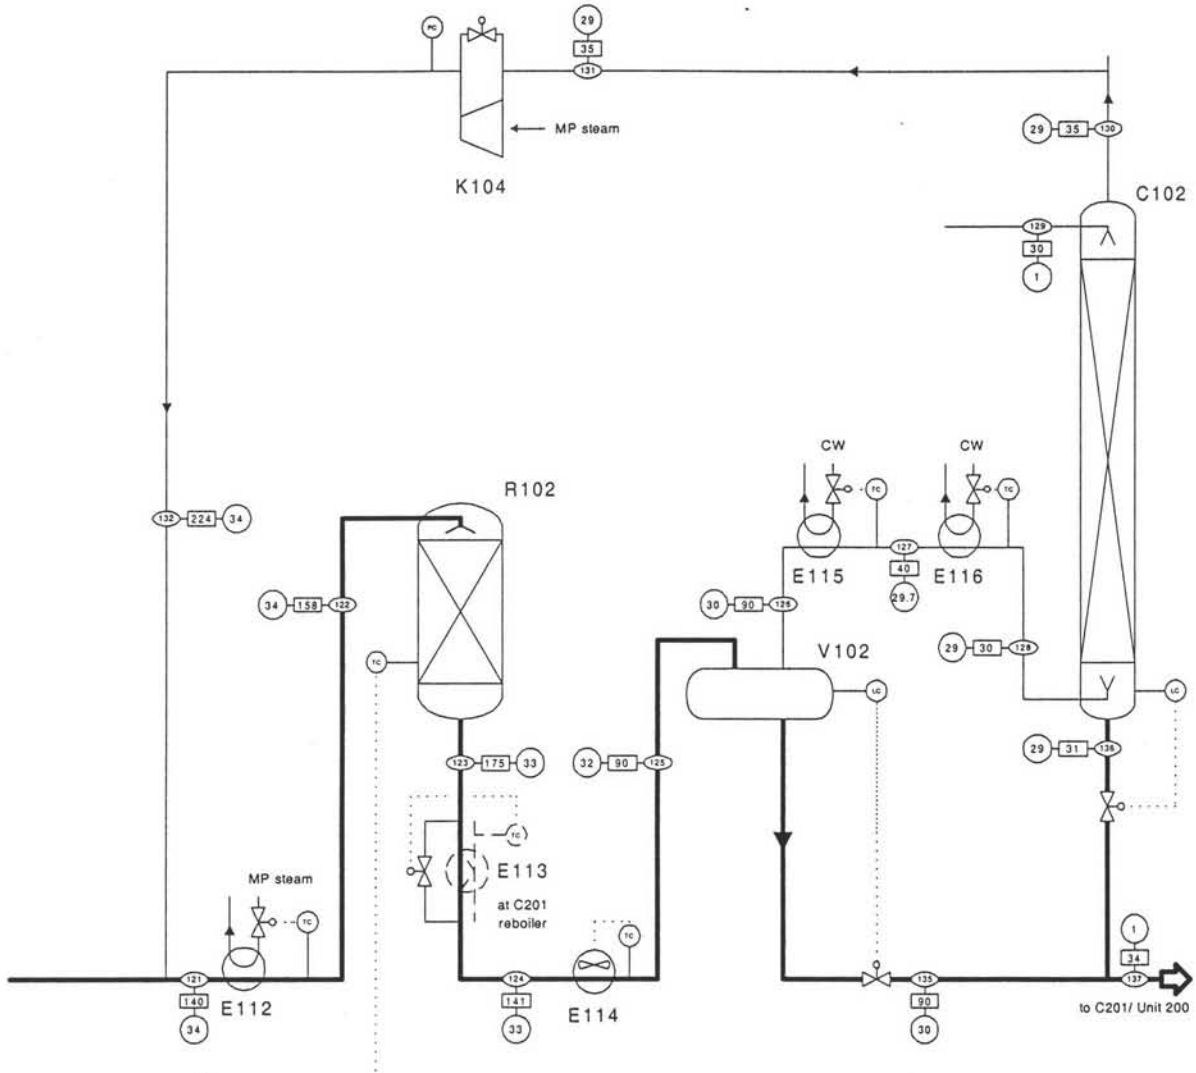 29
PC
35
131
MP steam
29
35
130
K104
C102
129
30
1
CW
CW
R102
TC
TC
132
224
34
127
E115
40
E116
34
158
122
29.7
30
90
126
29
30
128
V102
TC
LC
LC
29
31
136
123
175
33
32
90
125
TC
E113
MP steam
at C201
reboiler
1
TC
TC
34
121
124
135
137
140
E112
141
E114
90
to C201/ Unit 200
34
33
30